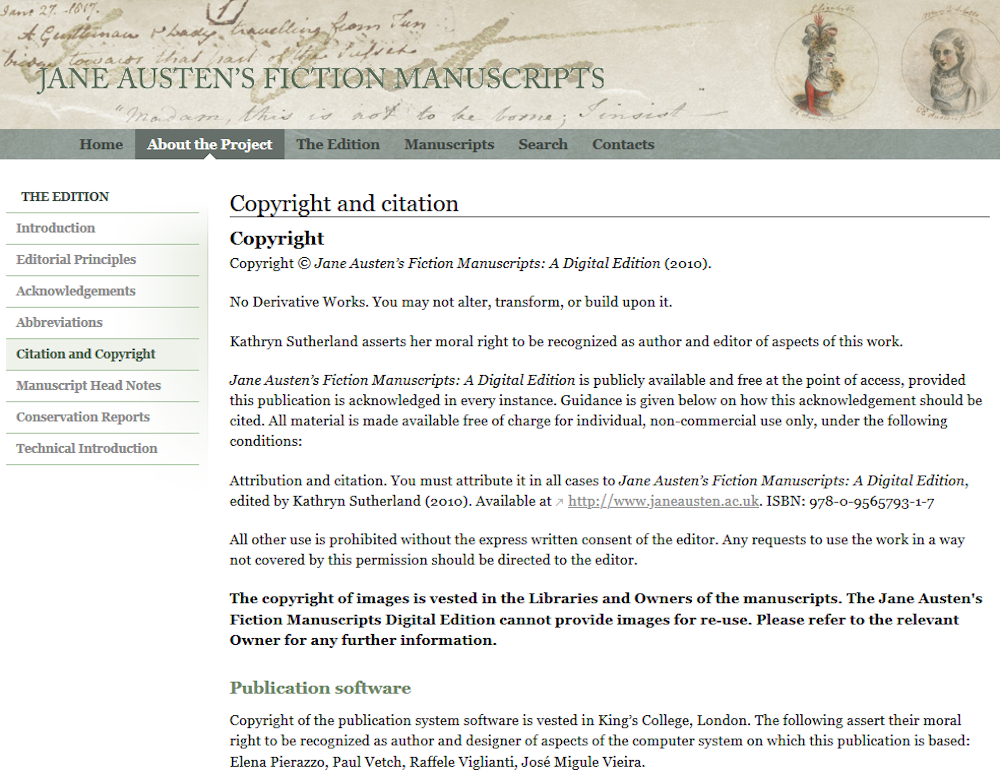 Jan 27. 1817.
1
A Gentleman & Lady travelling from Tun
bridge towards that part of the Sussex
JANE AUSTEN'S FICTION MANUSCRIPTS
"Madam, this is not to be borne; I insist
Home About the Project The Edition Manuscripts Search Contacts
THE EDITION
Introduction
Editorial Principles
Acknowledgements
Abbreviations
Citation and Copyright
Manuscript Head Notes
Conservation Reports
Technical Introduction
Copyright and citation
Copyright
Copyright © Jane Austen's Fiction Manuscripts: A Digital Edition (2010).
No Derivative Works. You may not alter, transform, or build upon it.
Kathryn Sutherland asserts her moral right to be recognized as author and editor of aspects of this work.
Jane Austen's Fiction Manuscripts: A Digital Edition is publicly available and free at the point of access, provided
this publication is acknowledged in every instance. Guidance is given below on how this acknowledgement should be
cited. All material is made available free of charge for individual, non-commercial use only, under the following
conditions:
Attribution and citation. You must attribute it in all cases to Jane Austen's Fiction Manuscripts: A Digital Edition,
edited by Kathryn Sutherland (2010). Available at http://www.janeausten.ac.uk. ISBN: 978-0-9565793-1-7
All other use is prohibited without the express written consent of the editor. Any requests to use the work in a way
not covered by this permission should be directed to the editor.
The copyright of images is vested in the Libraries and Owners of the manuscripts. The Jane Austen's
Fiction Manuscripts Digital Edition cannot provide images for re-use. Please refer to the relevant
Owner for any further information.
Publication software
Copyright of the publication system software is vested in King's College, London. The following assert their moral
right to be recognized as author and designer of aspects of the computer system on which this publication is based:
Elena Pierazzo, Paul Vetch, Raffele Viglianti, José Migule Vieira.